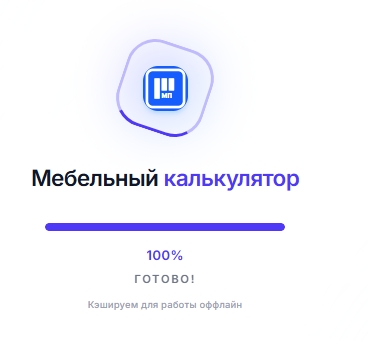 МП
Мебельный калькулятор
100%
ГОТОВО!
Кэшируем для работы оффлайн